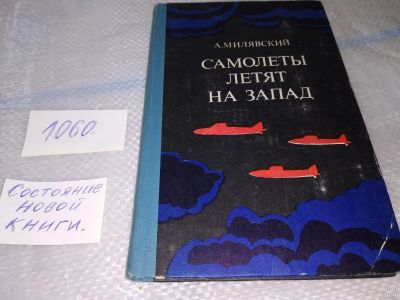 А. МИЛЯВСКИЙ
САМОЛЕТЫ
ЛЕТЯТ
НА ЗАПАД
1060.
Состояние
новой
книги.